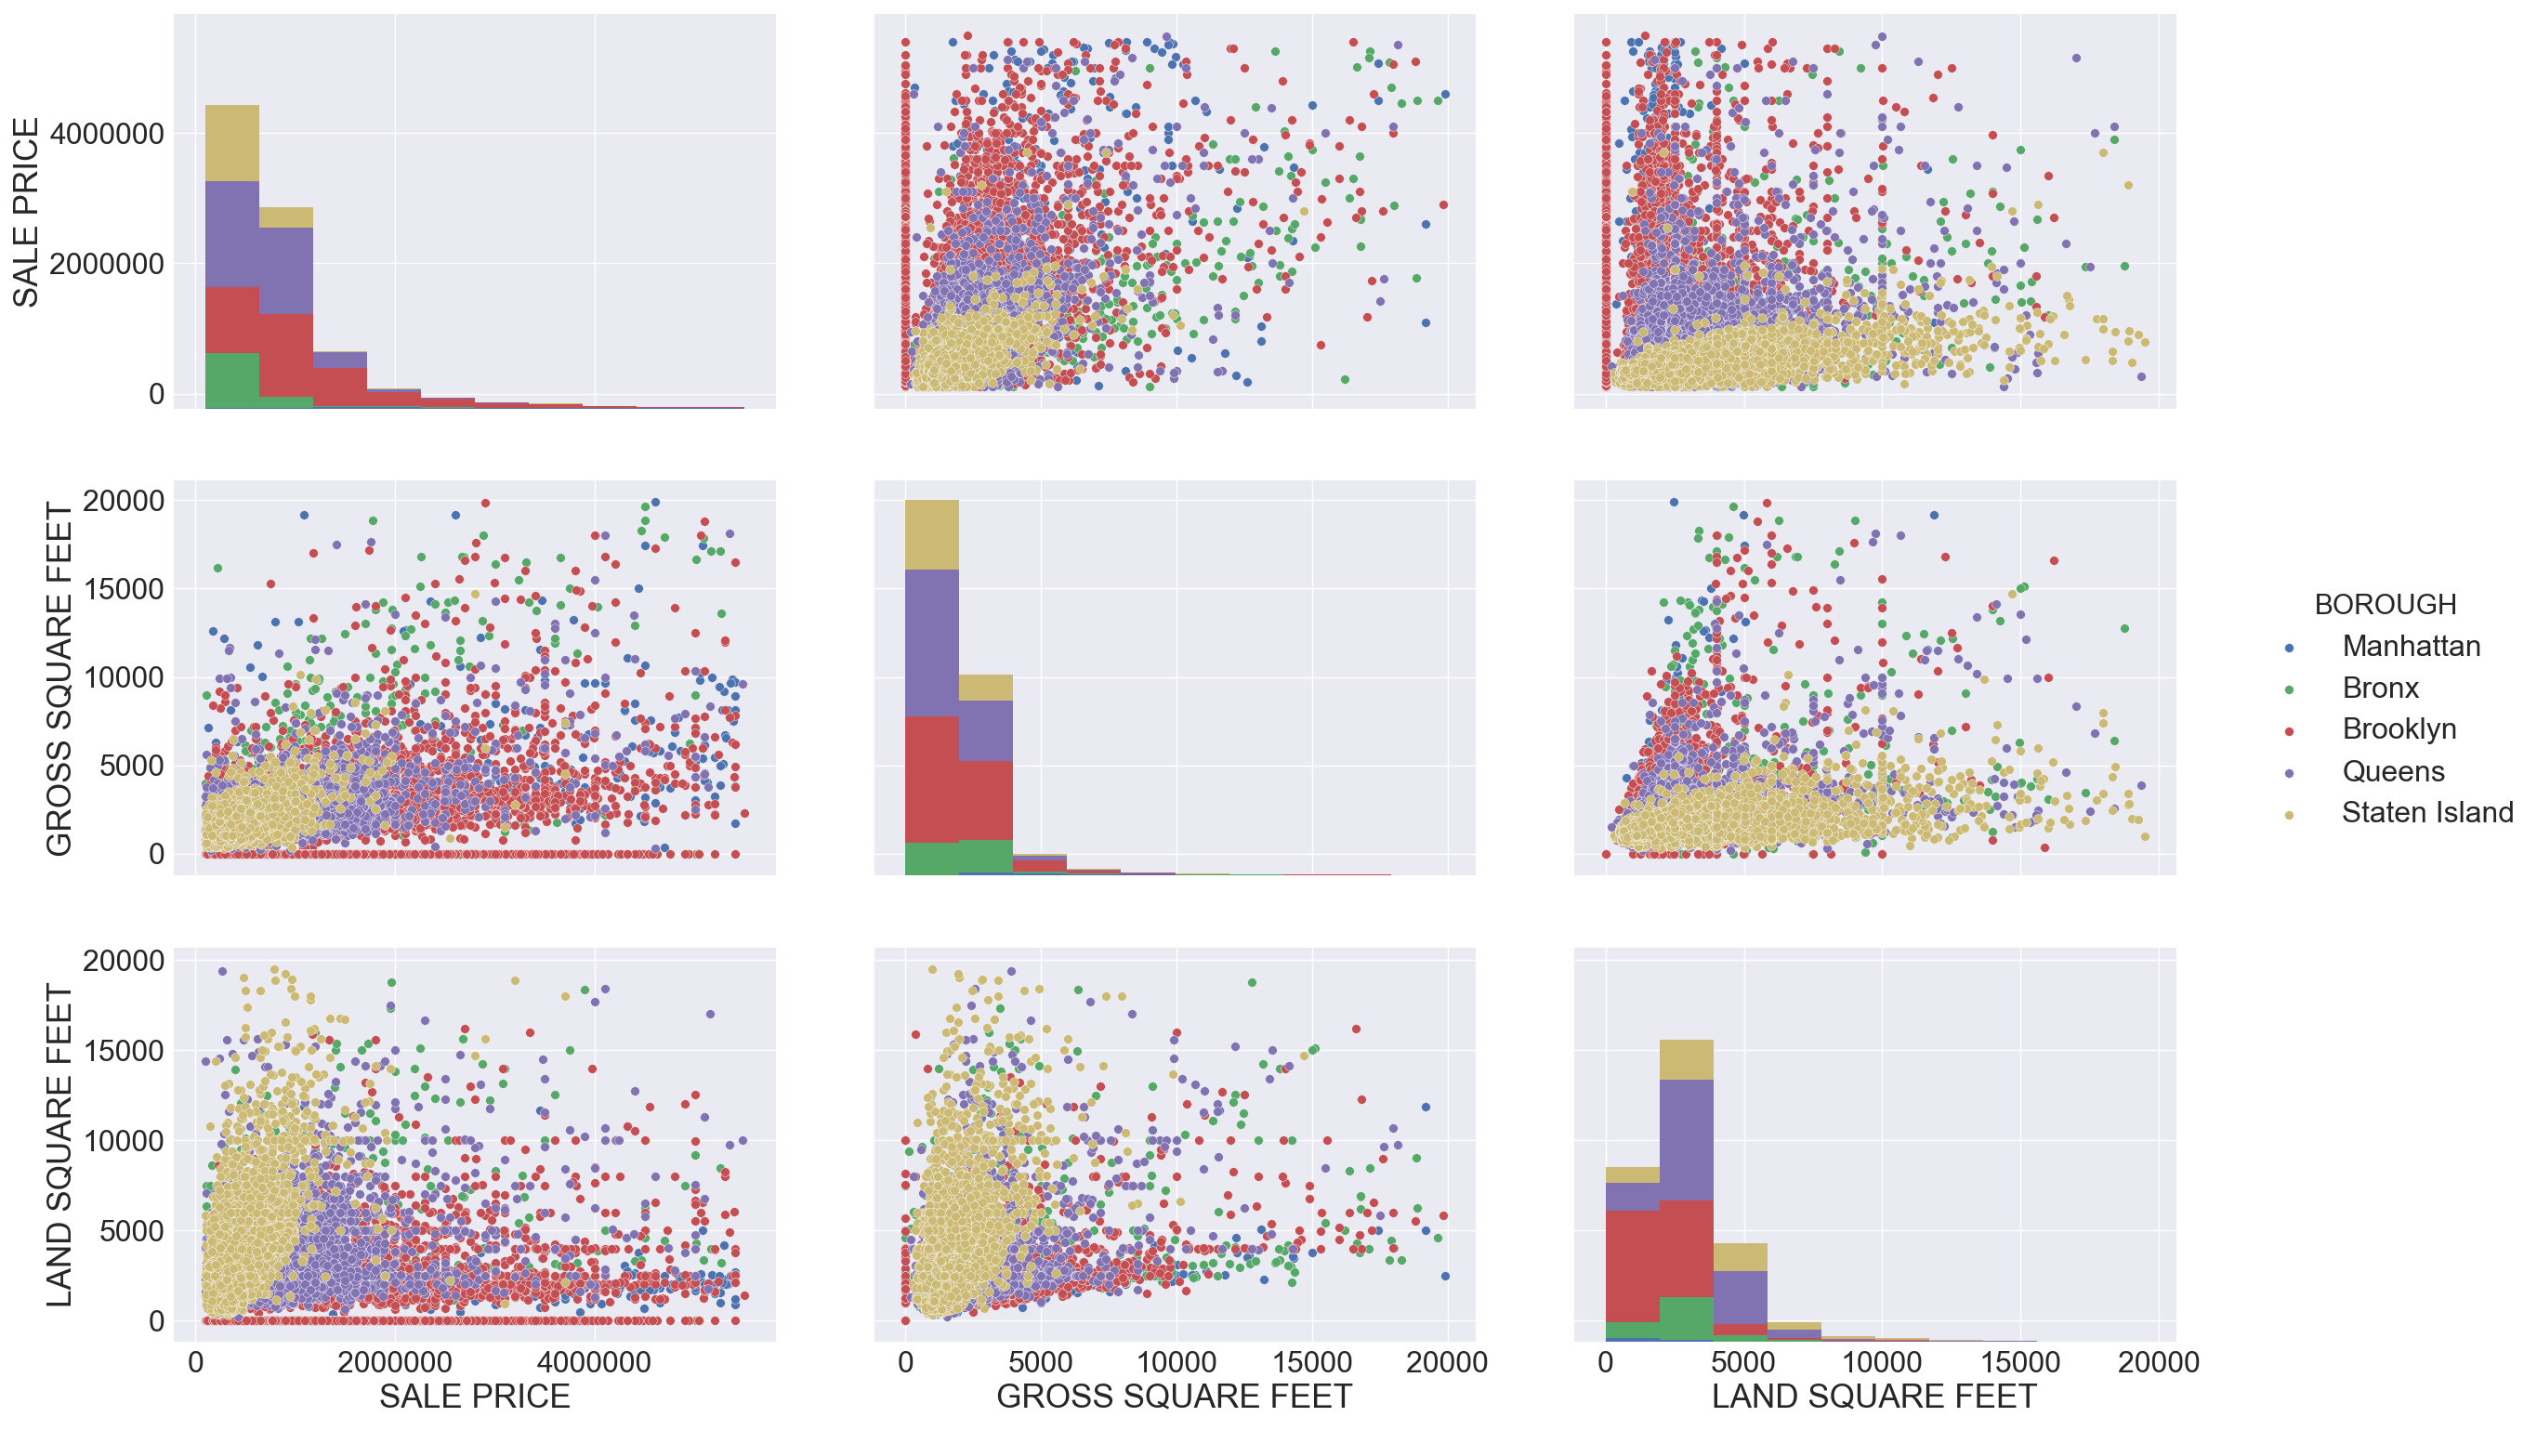 SALE PRICE
4000000
2000000
0
GROSS SQUARE FEET
20000
15000
10000
5000
0
LAND SQUARE FEET
20000
15000
10000
5000
0
0 2000000 4000000
SALE PRICE
0 5000 10000 15000 20000
GROSS SQUARE FEET
0 5000 10000 15000 20000
LAND SQUARE FEET
BOROUGH
Manhattan
Bronx
Brooklyn
Queens
Staten Island